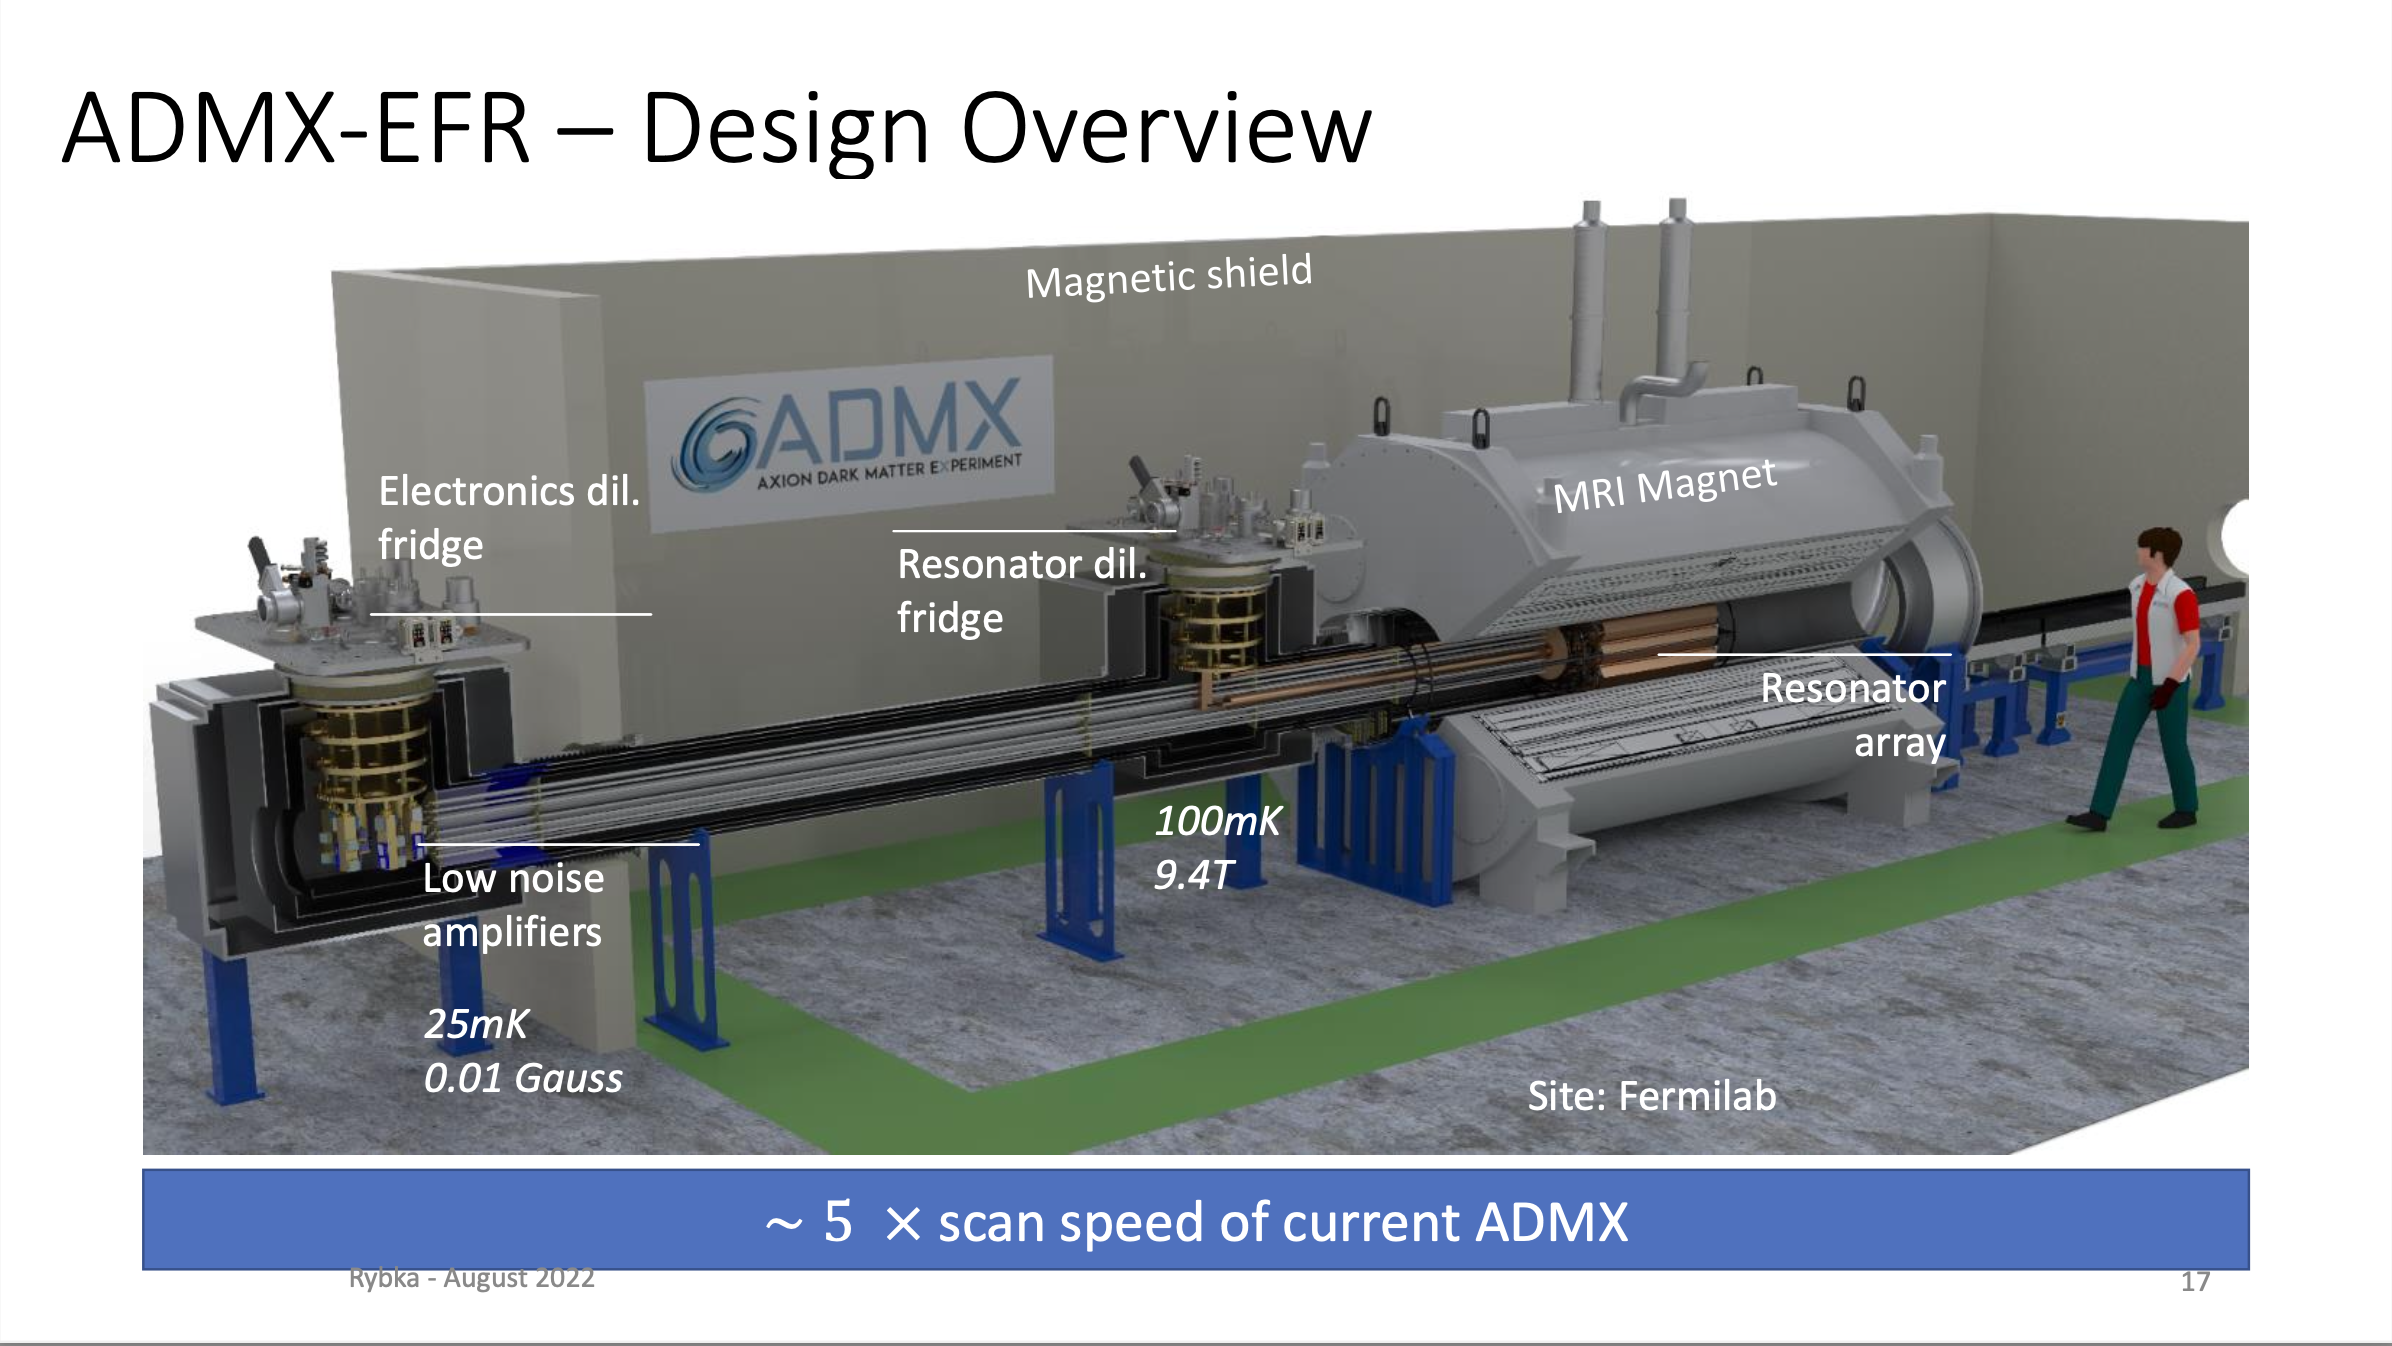 ADMX-EFR – Design Overview
Magnetic shield
ADMX
AXION DARK MATTER EXPERIMENT
Electronics dil.
fridge
MRI Magnet
Resonator dil.
fridge
Resonator
array
100mK
9.4T
Low noise
amplifiers
25mK
0.01 Gauss
Site: Fermilab
~ 5 × scan speed of current ADMX
Rybka - August 2022
17